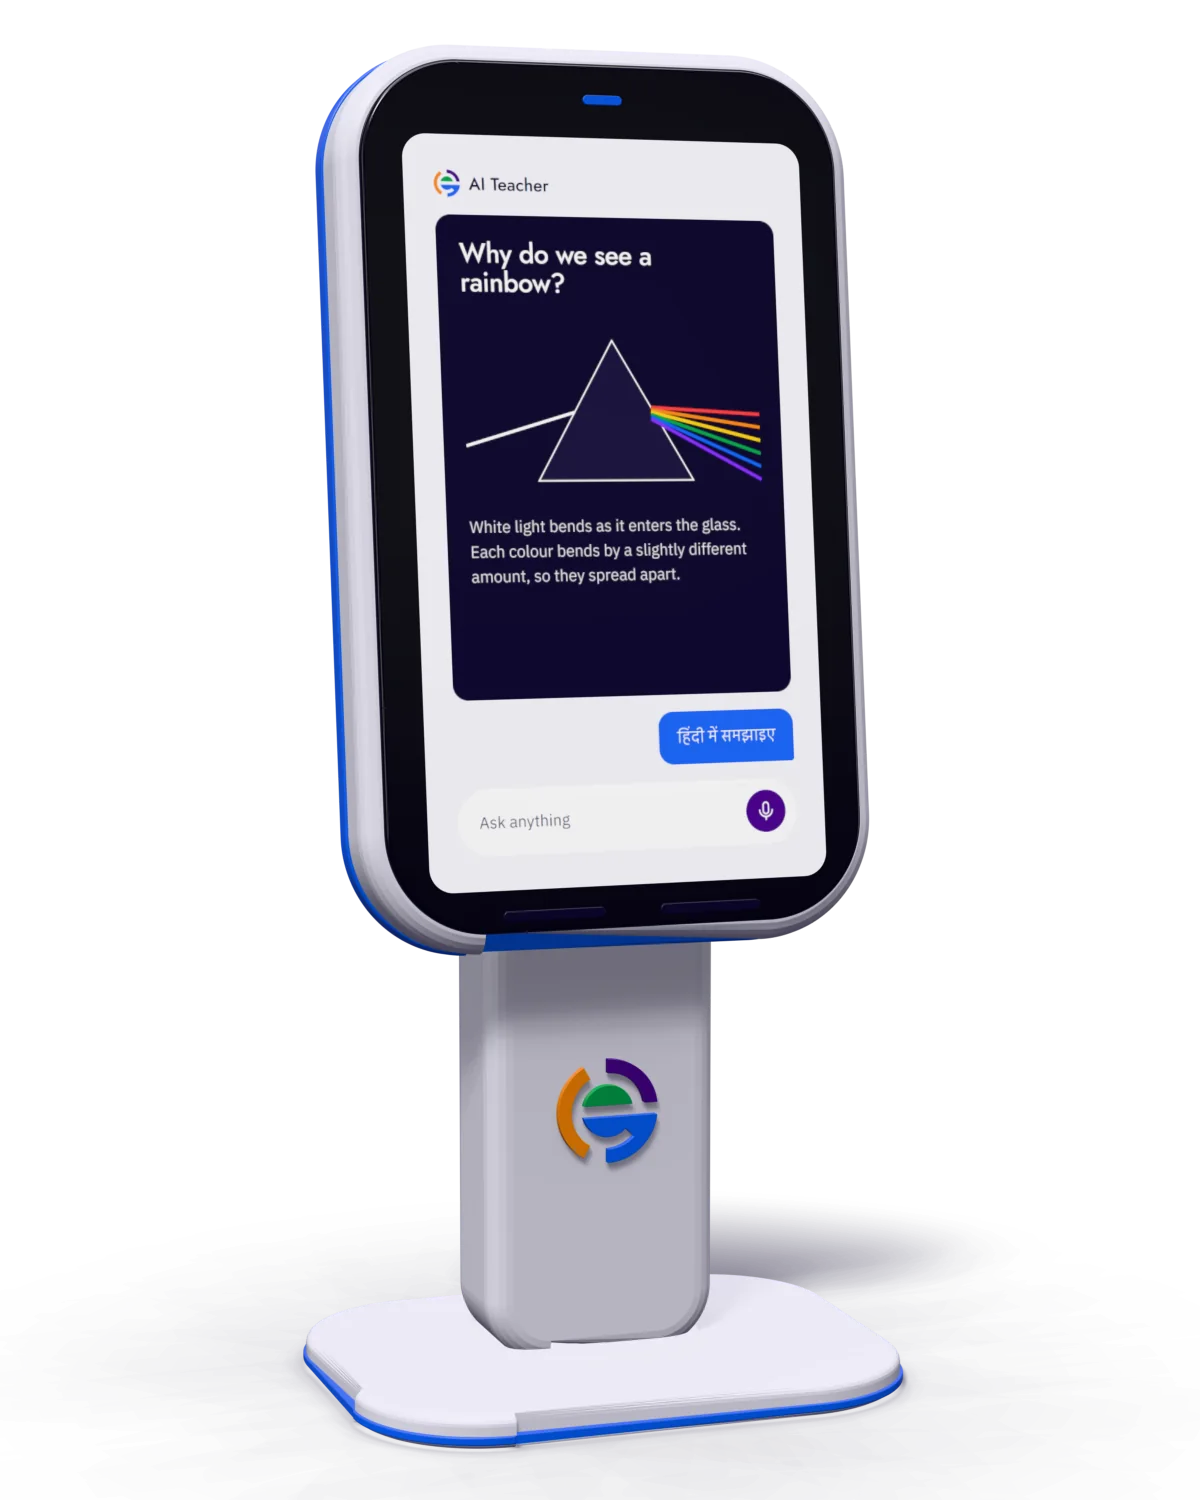 AI Teacher
Why do we see a
rainbow?
White light bends as it enters the glass.
Each colour bends by a slightly different
amount, so they spread apart.
हिंदी में समझाइए
Ask anything